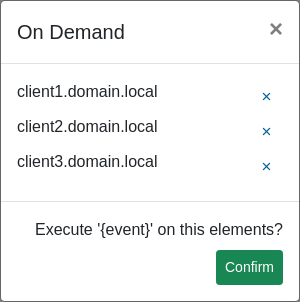 On Demand ×
client1.domain.local ×
client2.domain.local ×
client3.domain.local ×
Execute '{event}' on this elements?
Confirm